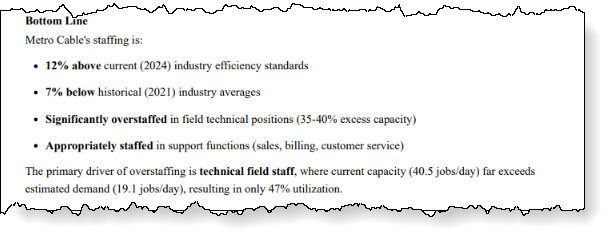 Bottom Line
Metro Cable's staffing is:
• 12% above current (2024) industry efficiency standards
• 7% below historical (2021) industry averages
• Significantly overstaffed in field technical positions (35-40% excess capacity)
• Appropriately staffed in support functions (sales, billing, customer service)
The primary driver of overstaffing is technical field staff, where current capacity (40.5 jobs/day) far exceeds
estimated demand (19.1 jobs/day), resulting in only 47% utilization.